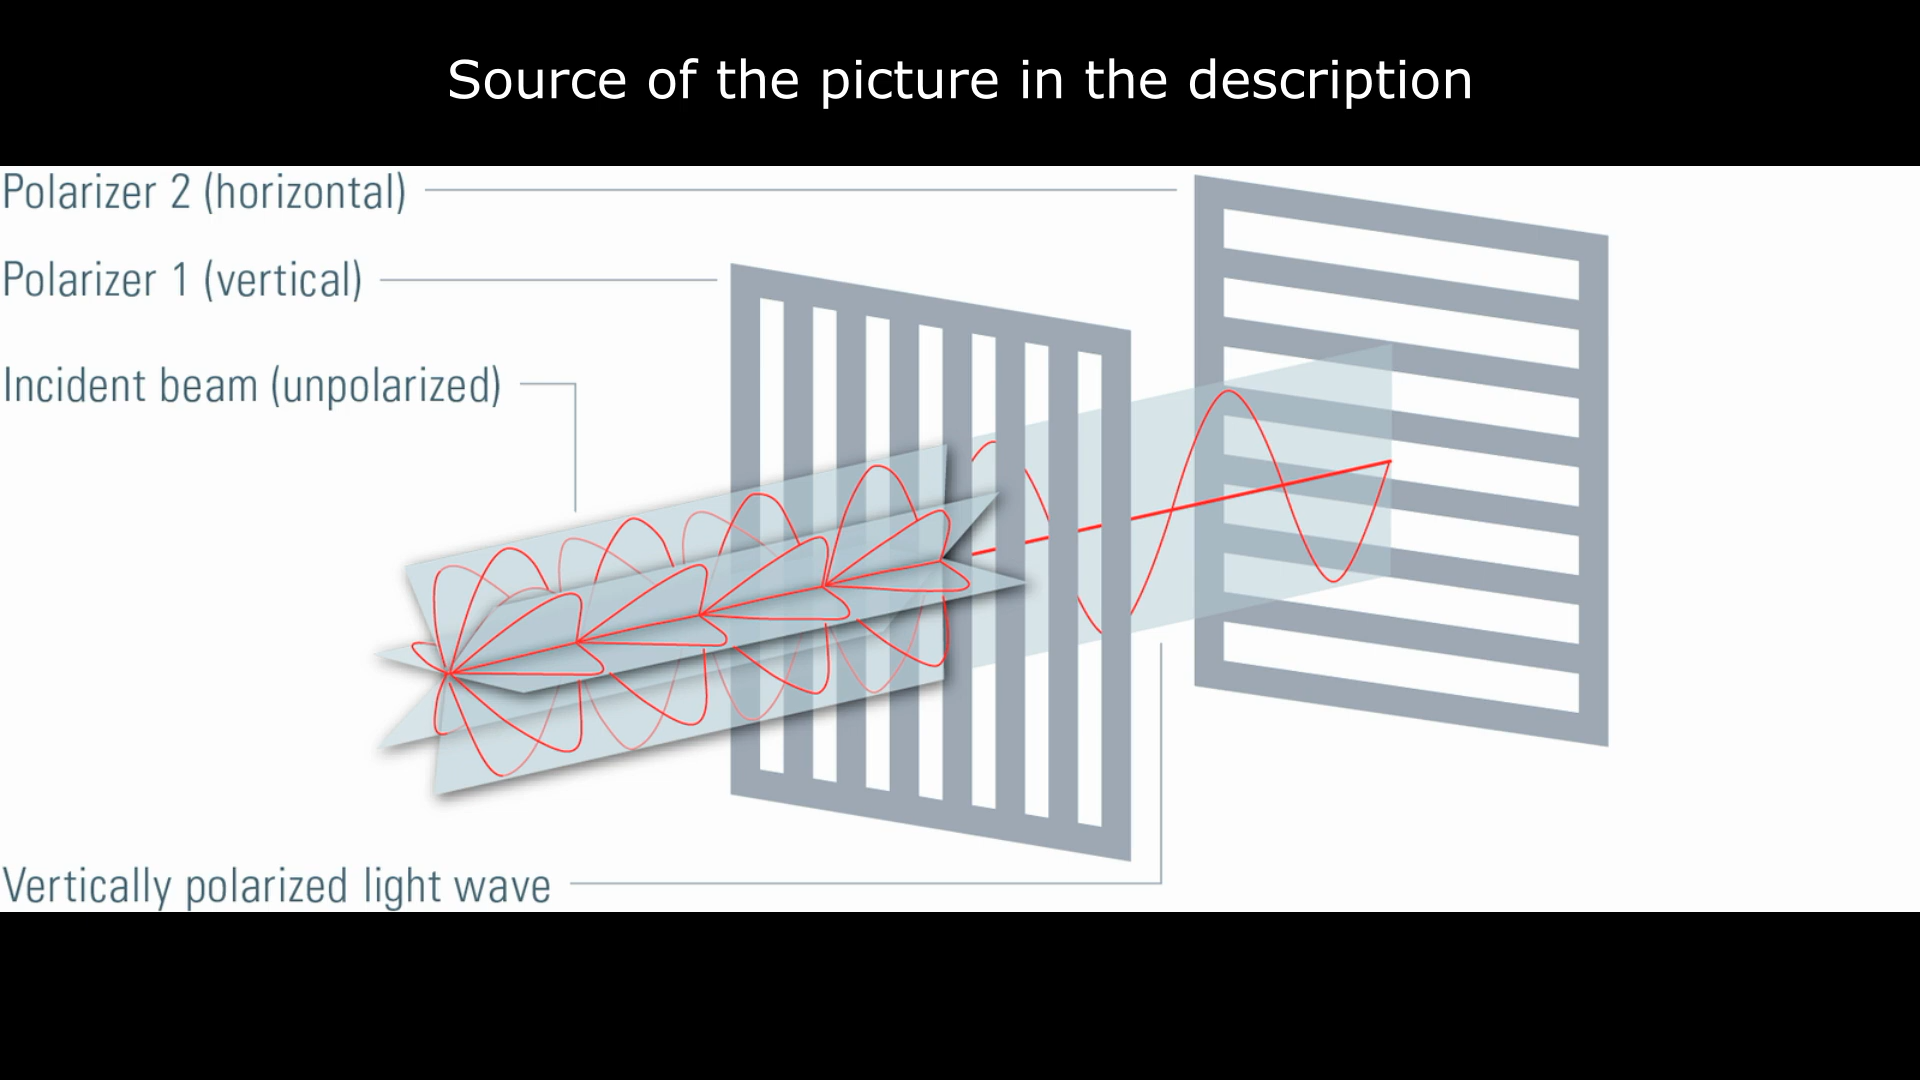 Source of the picture in the description
Polarizer 2 (horizontal)
Polarizer 1 (vertical)
Incident beam (unpolarized)
Vertically polarized light wave